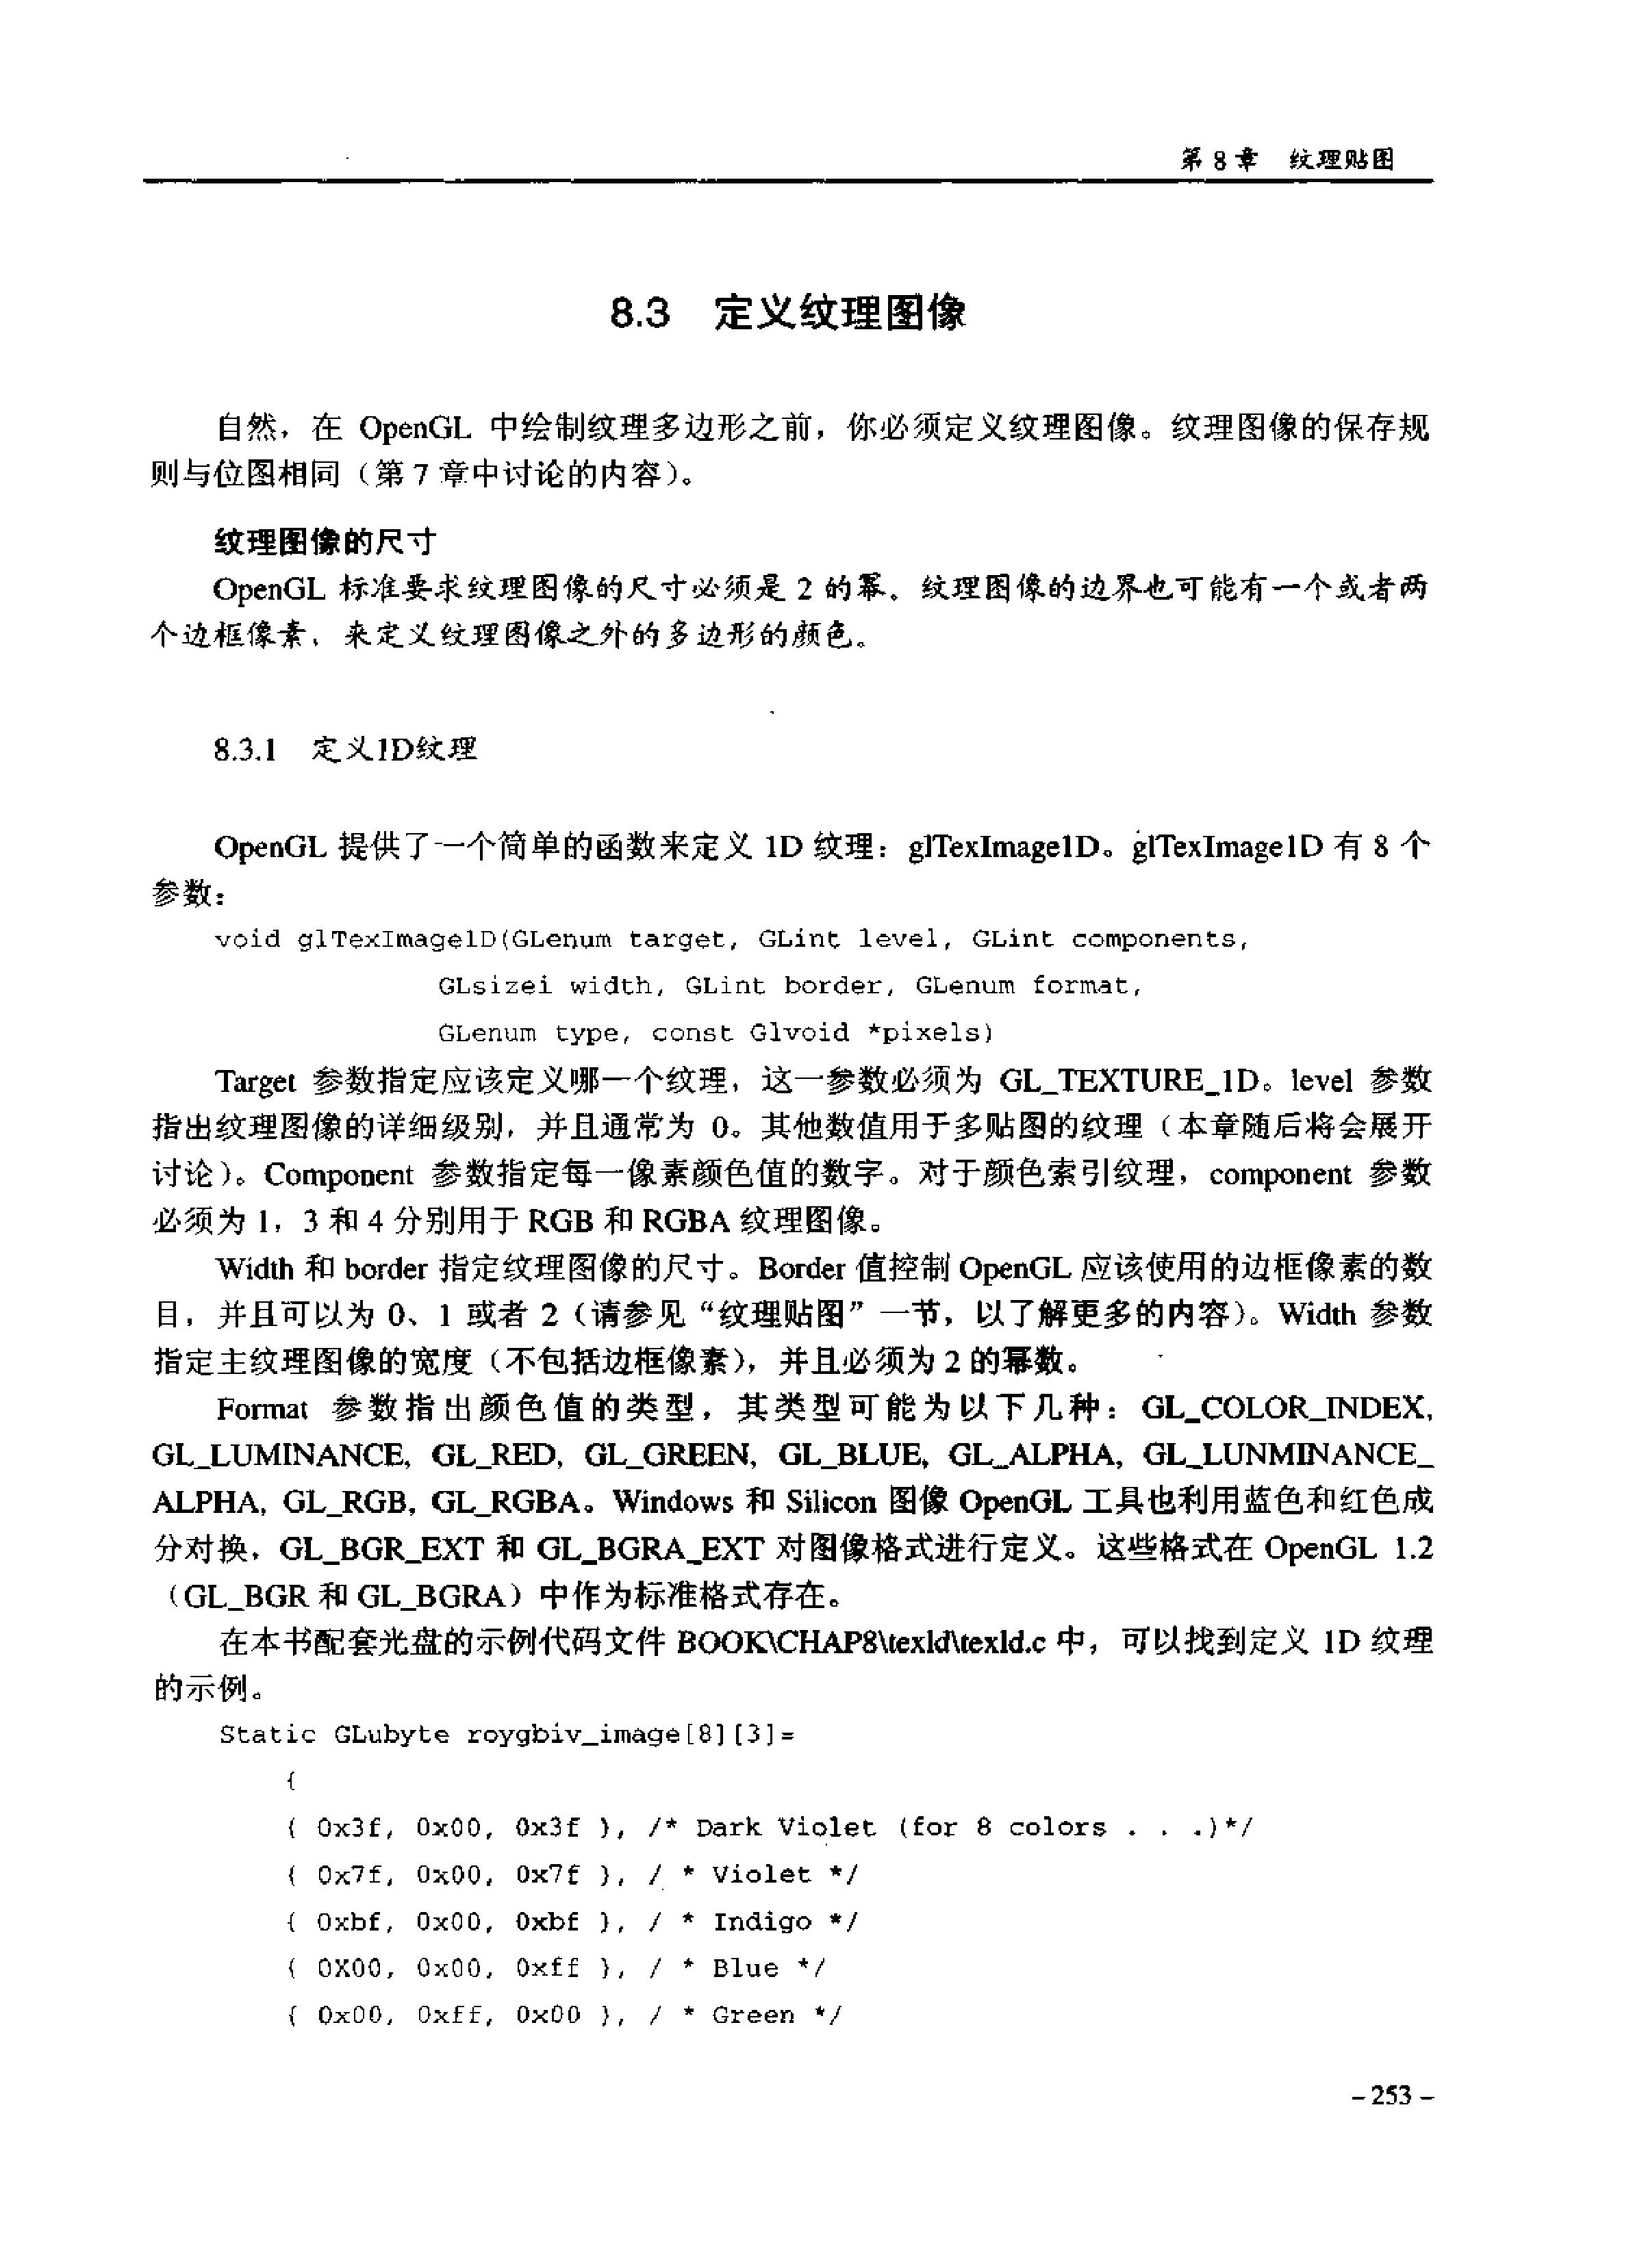 第 8 章 纹理贴图
8.3 定义纹理图像
自然，在 OpenGL 中绘制纹理多边形之前，你必须定义纹理图像。纹理图像的保存规
则与位图相同（第 7 章中讨论的内容）。
纹理图像的尺寸
OpenGL 标准要求纹理图像的尺寸必须是 2 的幂。纹理图像的边界也可能有一个或者两
个边框像素，来定义纹理图像之外的多边形的颜色。
8.3.1 定义1D纹理
OpenGL 提供了一个简单的函数来定义 1D 纹理：glTexImage1D。glTexImage1D 有 8 个
参数：
void glTexImage1D(GLenum target, GLint level, GLint components,
GLsizei width, GLint border, GLenum format,
GLenum type, const Glvoid *pixels)
Target 参数指定应该定义哪一个纹理，这一参数必须为 GL_TEXTURE_1D。level 参数
指出纹理图像的详细级别，并且通常为 0。其他数值用于多贴图的纹理（本章随后将会展开
讨论）。Component 参数指定每一像素颜色值的数字。对于颜色索引纹理，component 参数
必须为 1，3 和 4 分别用于 RGB 和 RGBA 纹理图像。
Width 和 border 指定纹理图像的尺寸。Border 值控制 OpenGL 应该使用的边框像素的数
目，并且可以为 0、1 或者 2（请参见“纹理贴图”一节，以了解更多的内容）。Width 参数
指定主纹理图像的宽度（不包括边框像素），并且必须为 2 的幂数。
Format 参数指出颜色值的类型，其类型可能为以下几种：GL_COLOR_INDEX,
GL_LUMINANCE, GL_RED, GL_GREEN, GL_BLUE, GL_ALPHA, GL_LUNMINANCE_
ALPHA, GL_RGB, GL_RGBA。Windows 和 Silicon 图像 OpenGL 工具也利用蓝色和红色成
分对换，GL_BGR_EXT 和 GL_BGRA_EXT 对图像格式进行定义。这些格式在 OpenGL 1.2
（GL_BGR 和 GL_BGRA）中作为标准格式存在。
在本书配套光盘的示例代码文件 BOOK\CHAP8\texld\texld.c 中，可以找到定义 1D 纹理
的示例。
Static GLubyte roygbiv_image[8][3]=
{
{ 0x3f, 0x00, 0x3f }, /* Dark Violet (for 8 colors . . .)*/
{ 0x7f, 0x00, 0x7f }, / * Violet */
{ 0xbf, 0x00, 0xbf }, / * Indigo */
{ 0X00, 0x00, 0xff }, / * Blue */
{ 0x00, 0xff, 0x00 }, / * Green */
– 253 –